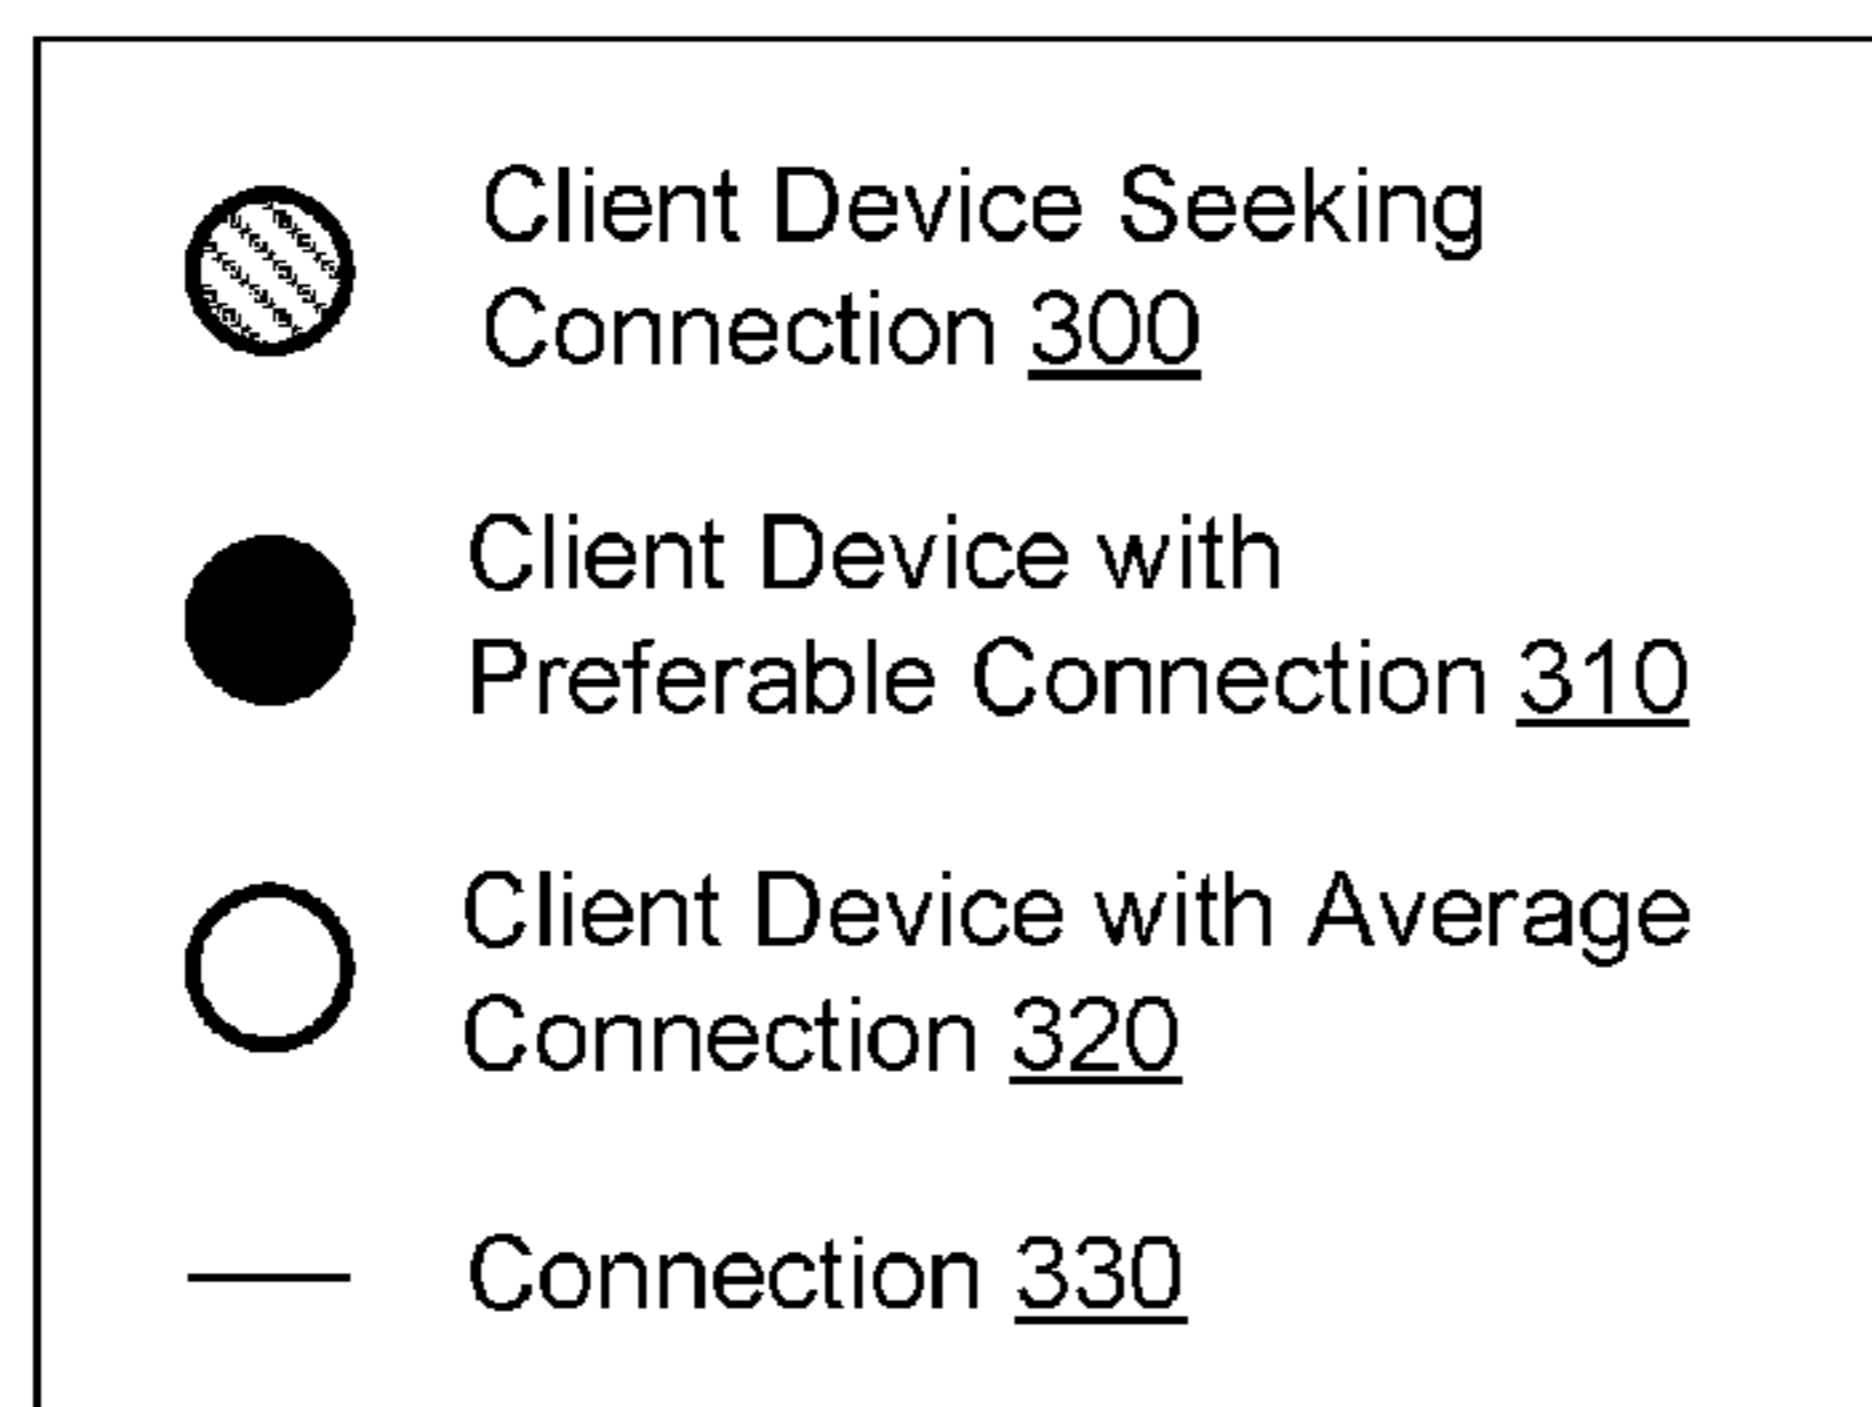 Client Device Seeking
Connection 300
Client Device with
Preferable Connection 310
Client Device with Average
Connection 320
Connection 330